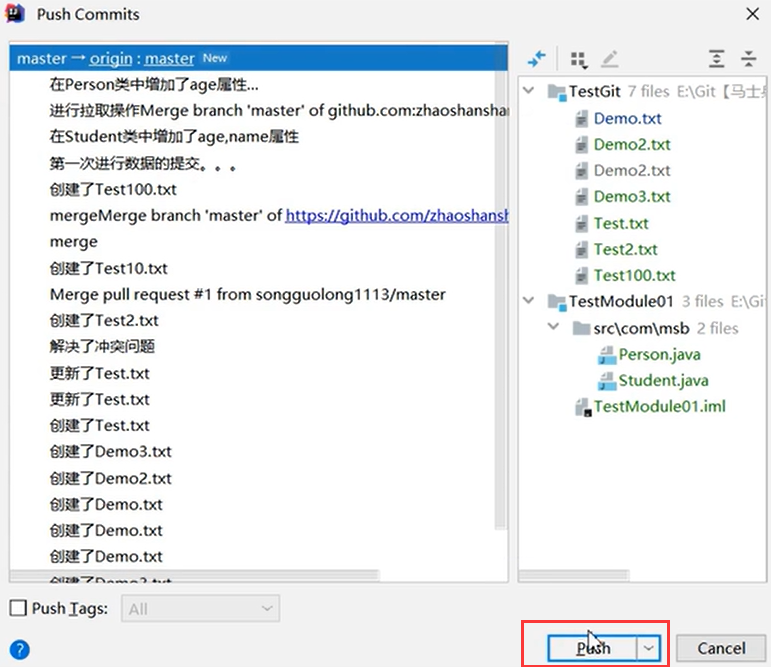 Push Commits
master → origin : master New
在Person类中增加了age属性...
进行拉取操作Merge branch 'master' of github.com:zhaoshansha
在Student类中增加了age,name属性
第一次进行数据的提交。。。
创建了Test100.txt
mergeMerge branch 'master' of https://github.com/zhaoshansh
merge
创建了Test10.txt
Merge pull request #1 from songguolong1113/master
创建了Test2.txt
解决了冲突问题
更新了Test.txt
更新了Test.txt
创建了Test.txt
创建了Demo3.txt
创建了Demo2.txt
创建了Demo.txt
创建了Demo.txt
创建了Demo.txt
创建了Demo2.txt
TestGit 7 files E:\Git【马士
Demo.txt
Demo2.txt
Demo2.txt
Demo3.txt
Test.txt
Test2.txt
Test100.txt
TestModule01 3 files E:\Gi
src\com\msb 2 files
Person.java
Student.java
TestModule01.iml
Push Tags: All
? Push Cancel